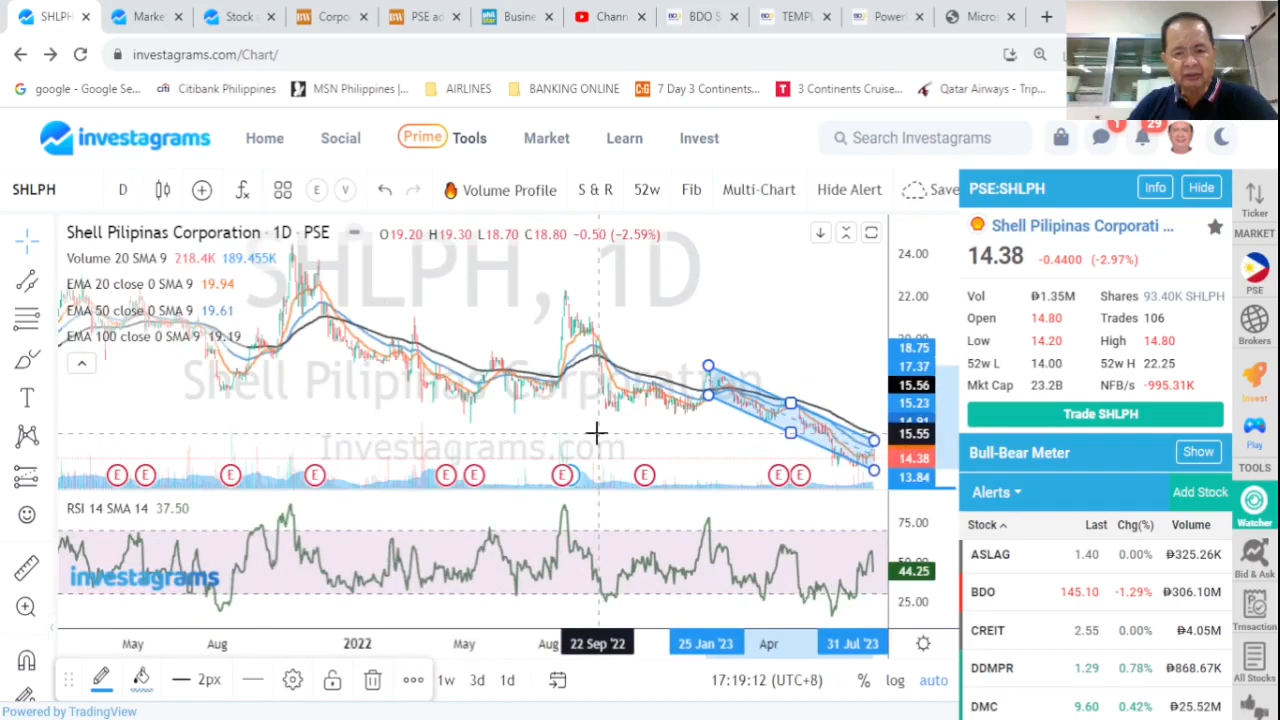 SHLPH
Marke
Stock
Corpo
PSE ad
Busine
Chann
BDO S
TEMPL
Powerl
Micros
investagrams.com/Chart/
google - Google Se...
Citibank Philippines
MSN Philippines |...
AIRLINES
BANKING ONLINE
7 Day 3 Continents...
3 Continents Cruise...
Qatar Airways - Trip...
investagrams
Home
Social
Prime Tools
Market
Learn
Invest
Search Investagrams
1
29
SHLPH
D
E
V
Volume Profile
S & R
52w
Fib
Multi-Chart
Hide Alert
Save
PSE:SHLPH
Info
Hide
Ticker
Shell Pilipinas Corporation · 1D · PSE
O19.20 H19.30 L18.70 C18.80 -0.50 (-2.59%)
Volume 20 SMA 9 218.4K 189.455K
EMA 20 close 0 SMA 9 19.94
EMA 50 close 0 SMA 9 19.61
EMA 100 close 0 SMA 9 19.19
SHLPH, 1D
Shell Pilipinas Corporation
Investagrams.com
24.00
22.00
18.75
17.37
15.56
15.23
14.91
15.55
14.38
13.84
E
E
E
E
E
E
E
E
E
E
RSI 14 SMA 14 37.50
investagrams
75.00
44.25
25.00
May
Aug
2022
May
Aug
22 Sep '22
25 Jan '23
Apr
31 Jul '23
2px
1w
3d
1d
17:19:12 (UTC+8)
%
log
auto
Powered by TradingView
Shell Pilipinas Corporati ...
14.38 -0.4400 (-2.97%)
Vol ₱1.35M Shares 93.40K SHLPH
Open 14.80 Trades 106
Low 14.20 High 14.80
52w L 14.00 52w H 22.25
Mkt Cap 23.2B NFB/s -995.31K
Trade SHLPH
Bull-Bear Meter
Show
Alerts
Add Stock
Stock Last Chg(%) Volume
ASLAG 1.40 0.00% ₱325.26K
BDO 145.10 -1.29% ₱306.10M
CREIT 2.55 0.00% ₱4.05M
DDMPR 1.29 0.78% ₱868.67K
DMC 9.60 0.42% ₱25.52M
MARKET
PSE
Brokers
Invest
Play
TOOLS
Watcher
Bid & Ask
Trnsaction
All Stocks